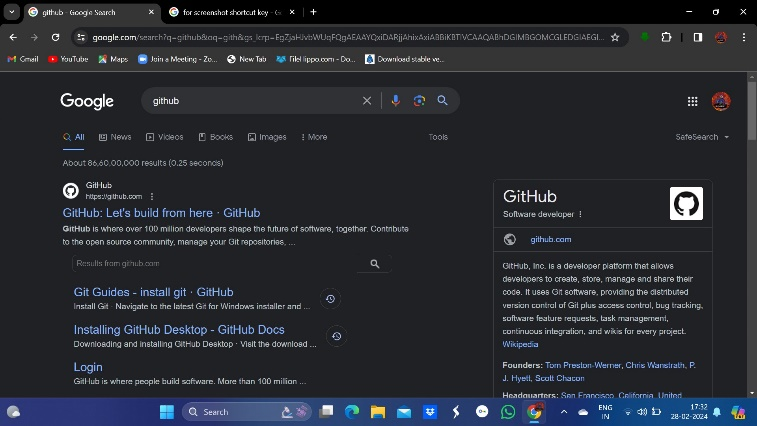 github - Google Search
for screenshot shortcut key - G
google.com/search?q=github&oq=gith&gs_lcrp=
Gmail
YouTube
Maps
Join a Meeting - Zo...
New Tab
Filel lippo.com - Do...
Download stable ve...
Google
github
All
News
Videos
Books
Images
More
Tools
SafeSearch
About 86,60,00,000 results (0.25 seconds)
GitHub
https://github.com
GitHub: Let's build from here · GitHub
GitHub is where over 100 million developers shape the future of software, together. Contribute
to the open source community, manage your Git repositories, ...
Results from github.com
Git Guides - install git · GitHub
Install Git · Navigate to the latest Git for Windows installer and ...
Installing GitHub Desktop - GitHub Docs
Downloading and installing GitHub Desktop · Visit the download ...
Login
GitHub is where people build software. More than 100 million ...
GitHub
Software developer
github.com
GitHub, Inc. is a developer platform that allows
developers to create, store, manage and share their
code. It uses Git software, providing the distributed
version control of Git plus access control, bug tracking,
software feature requests, task management,
continuous integration, and wikis for every project.
Wikipedia
Founders: Tom Preston-Werner, Chris Wanstrath, P.
J. Hyett, Scott Chacon
Headquarters: San Francisco, California, United
Search
ENG
IN
17:32
28-02-2024